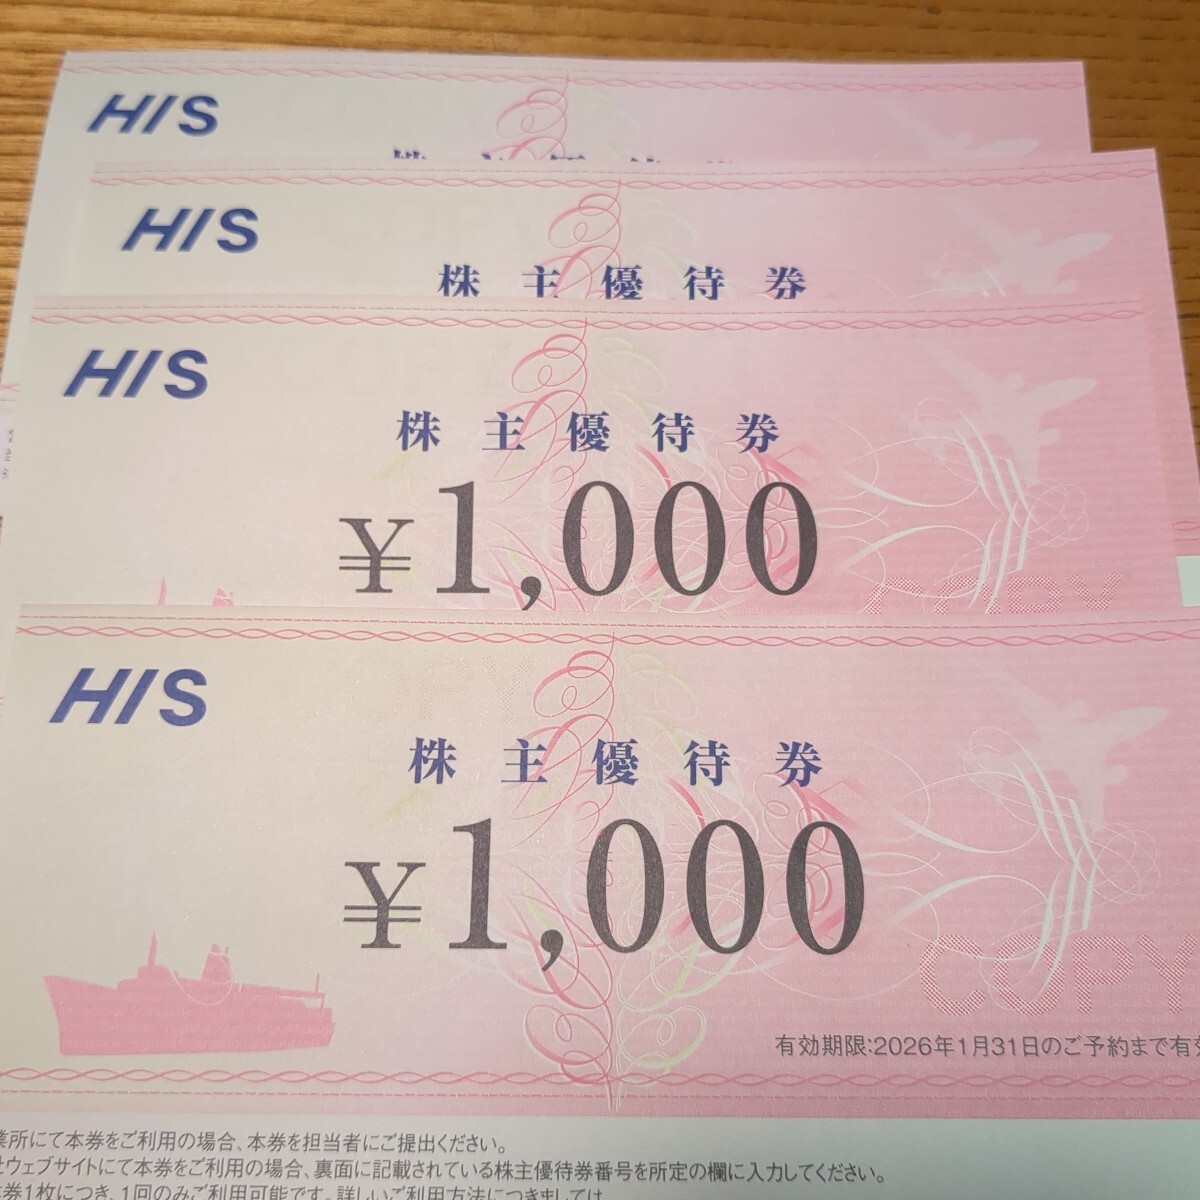 HIS
HIS
株主優待券
HIS
株主優待券
¥1,000
COPY
HIS
株主優待券
¥1,000
COPY
有効期限:2026年1月31日のご予約まで有効
業所にて本券をご利用の場合、本券を担当者にご提出ください。
ウェブサイトにて本券をご利用の場合、裏面に記載されている株主優待券番号を所定の欄に入力してください。
券1枚につき、1回のみご利用可能です。詳しいご利用方法につきましては